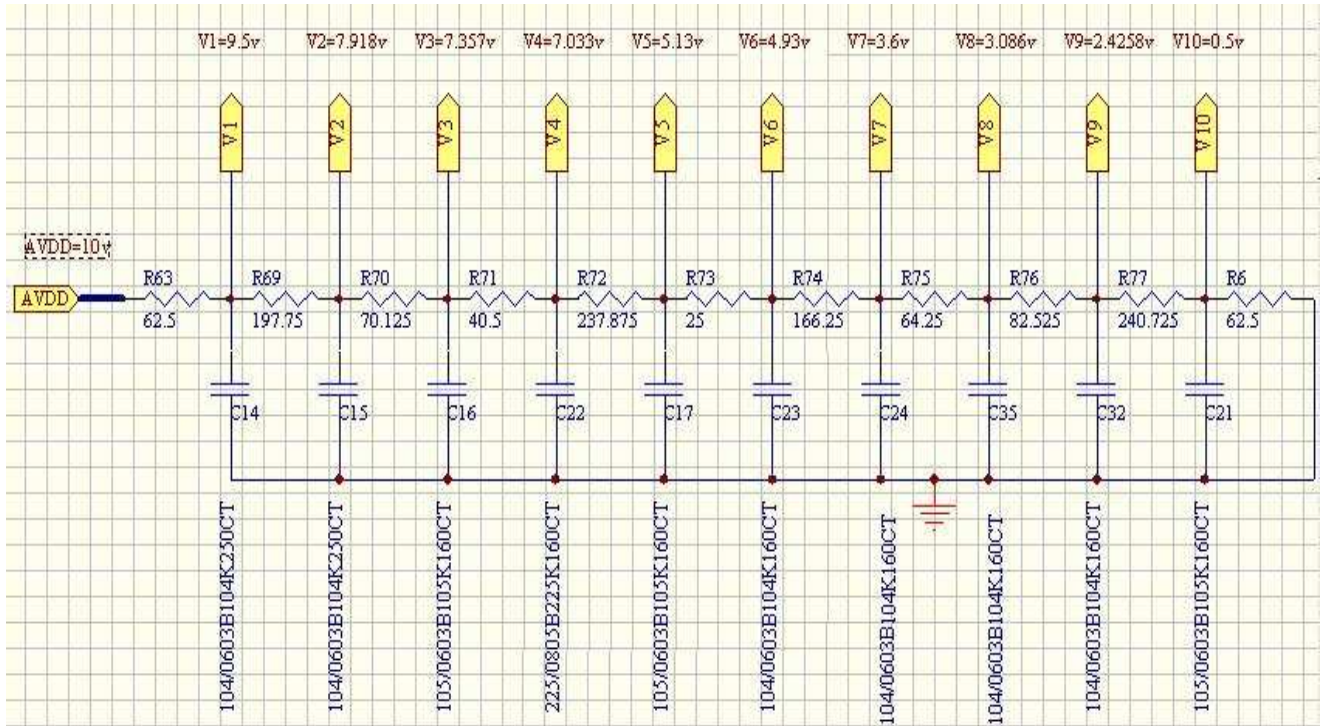 V1=9.5v V2=7.918v V3=7.357v V4=7.033v V5=5.13v V6=4.93v V7=3.6v V8=3.086v V9=2.4258v V10=0.5v
V1 V2 V3 V4 V5 V6 V7 V8 V9 V10
AVDD=10v
R63 R69 R70 R71 R72 R73 R74 R75 R76 R77 R6
AVDD
62.5 197.75 70.125 40.5 237.875 25 166.25 64.25 82.525 240.725 62.5
C14 C15 C16 C22 C17 C23 C24 C35 C32 C21
104/0603B104K250CT
104/0603B104K250CT
105/0603B105K160CT
225/0805B225K160CT
105/0603B105K160CT
104/0603B104K160CT
104/0603B104K160CT
104/0603B104K160CT
104/0603B104K160CT
105/0603B105K160CT